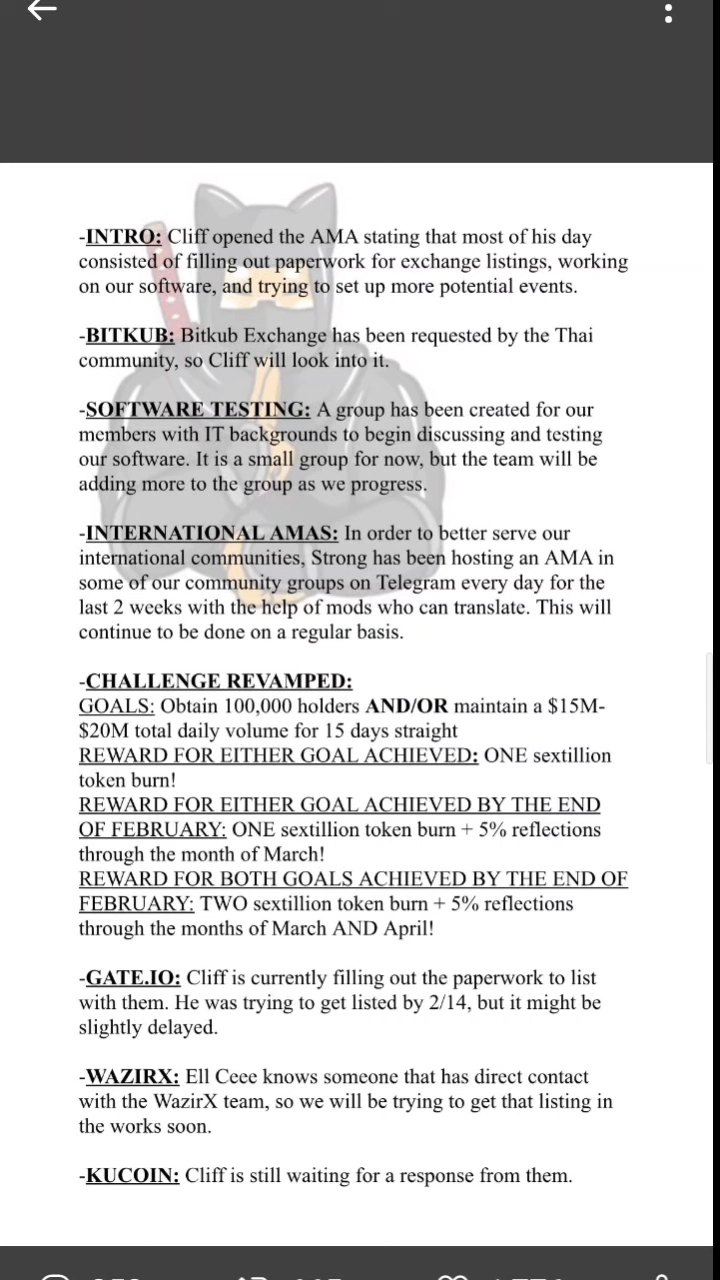 -INTRO: Cliff opened the AMA stating that most of his day
consisted of filling out paperwork for exchange listings, working
on our software, and trying to set up more potential events.
-BITKUB: Bitkub Exchange has been requested by the Thai
community, so Cliff will look into it.
-SOFTWARE TESTING: A group has been created for our
members with IT backgrounds to begin discussing and testing
our software. It is a small group for now, but the team will be
adding more to the group as we progress.
-INTERNATIONAL AMAS: In order to better serve our
international communities, Strong has been hosting an AMA in
some of our community groups on Telegram every day for the
last 2 weeks with the help of mods who can translate. This will
continue to be done on a regular basis.
-CHALLENGE REVAMPED:
GOALS: Obtain 100,000 holders AND/OR maintain a $15M-
$20M total daily volume for 15 days straight
REWARD FOR EITHER GOAL ACHIEVED: ONE sextillion
token burn!
REWARD FOR EITHER GOAL ACHIEVED BY THE END
OF FEBRUARY: ONE sextillion token burn + 5% reflections
through the month of March!
REWARD FOR BOTH GOALS ACHIEVED BY THE END OF
FEBRUARY: TWO sextillion token burn + 5% reflections
through the months of March AND April!
-GATE.IO: Cliff is currently filling out the paperwork to list
with them. He was trying to get listed by 2/14, but it might be
slightly delayed.
-WAZIRX: Ell Ceee knows someone that has direct contact
with the WazirX team, so we will be trying to get that listing in
the works soon.
-KUCOIN: Cliff is still waiting for a response from them.